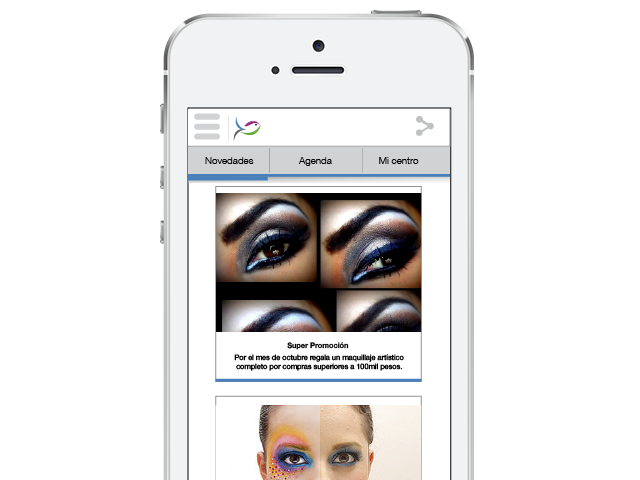 Novedades Agenda Mi centro
Super Promoción
Por el mes de octubre regala un maquillaje artístico
completo por compras superiores a 100mil pesos.